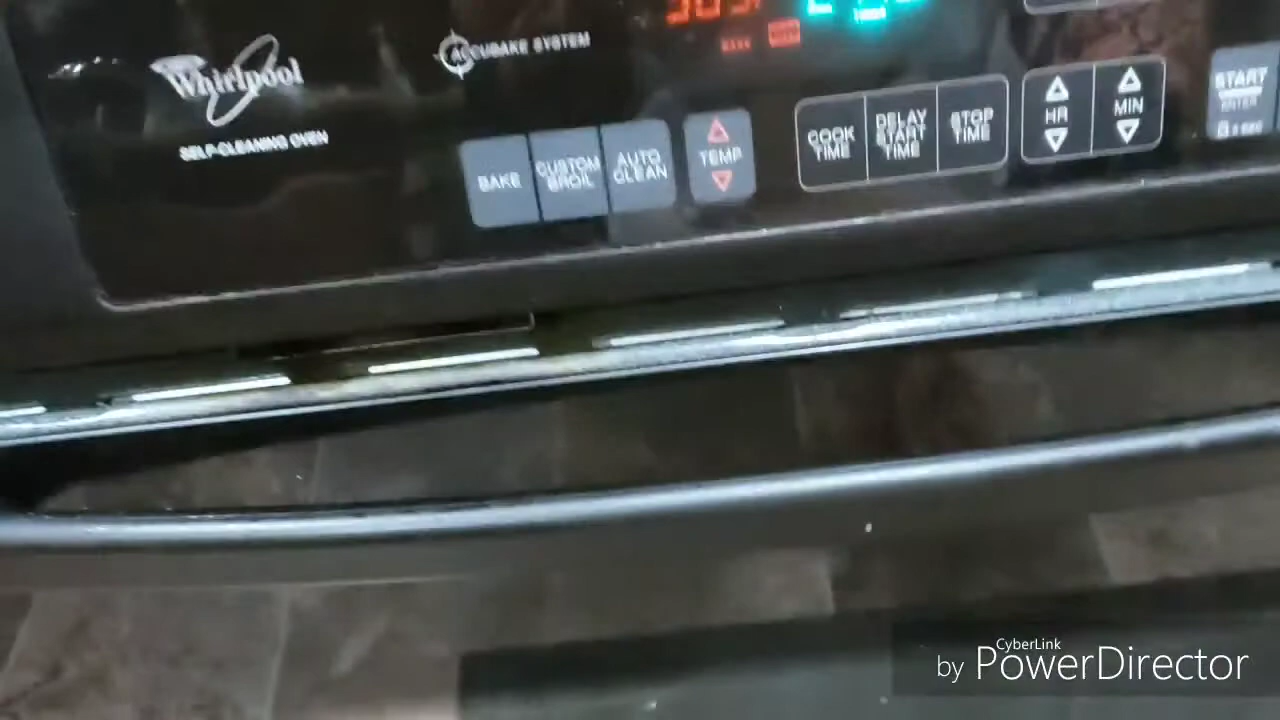 Whirlpool
SELF-CLEANING OVEN
ACCUBAKE SYSTEM
BAKE
CUSTOM
BROIL
AUTO
CLEAN
TEMP
COOK
TIME
DELAY
START
TIME
STOP
TIME
HR
MIN
START
ENTER
CyberLink
by PowerDirector